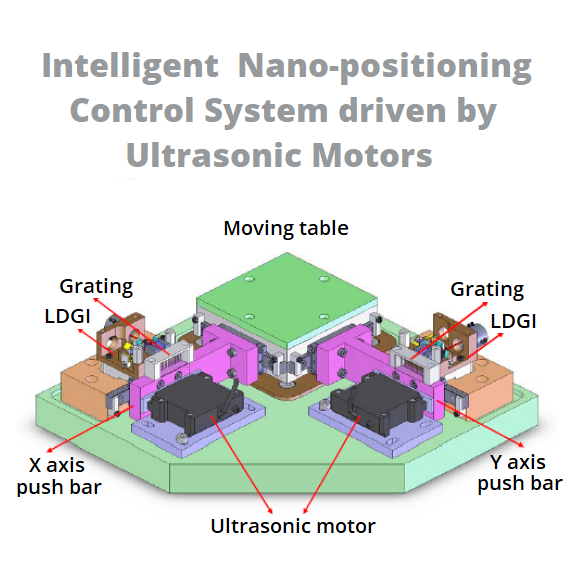 Intelligent Nano-positioning
Control System driven by
Ultrasonic Motors
Moving table
Grating
LDGI
Grating
LDGI
X axis
push bar
Y axis
push bar
Ultrasonic motor